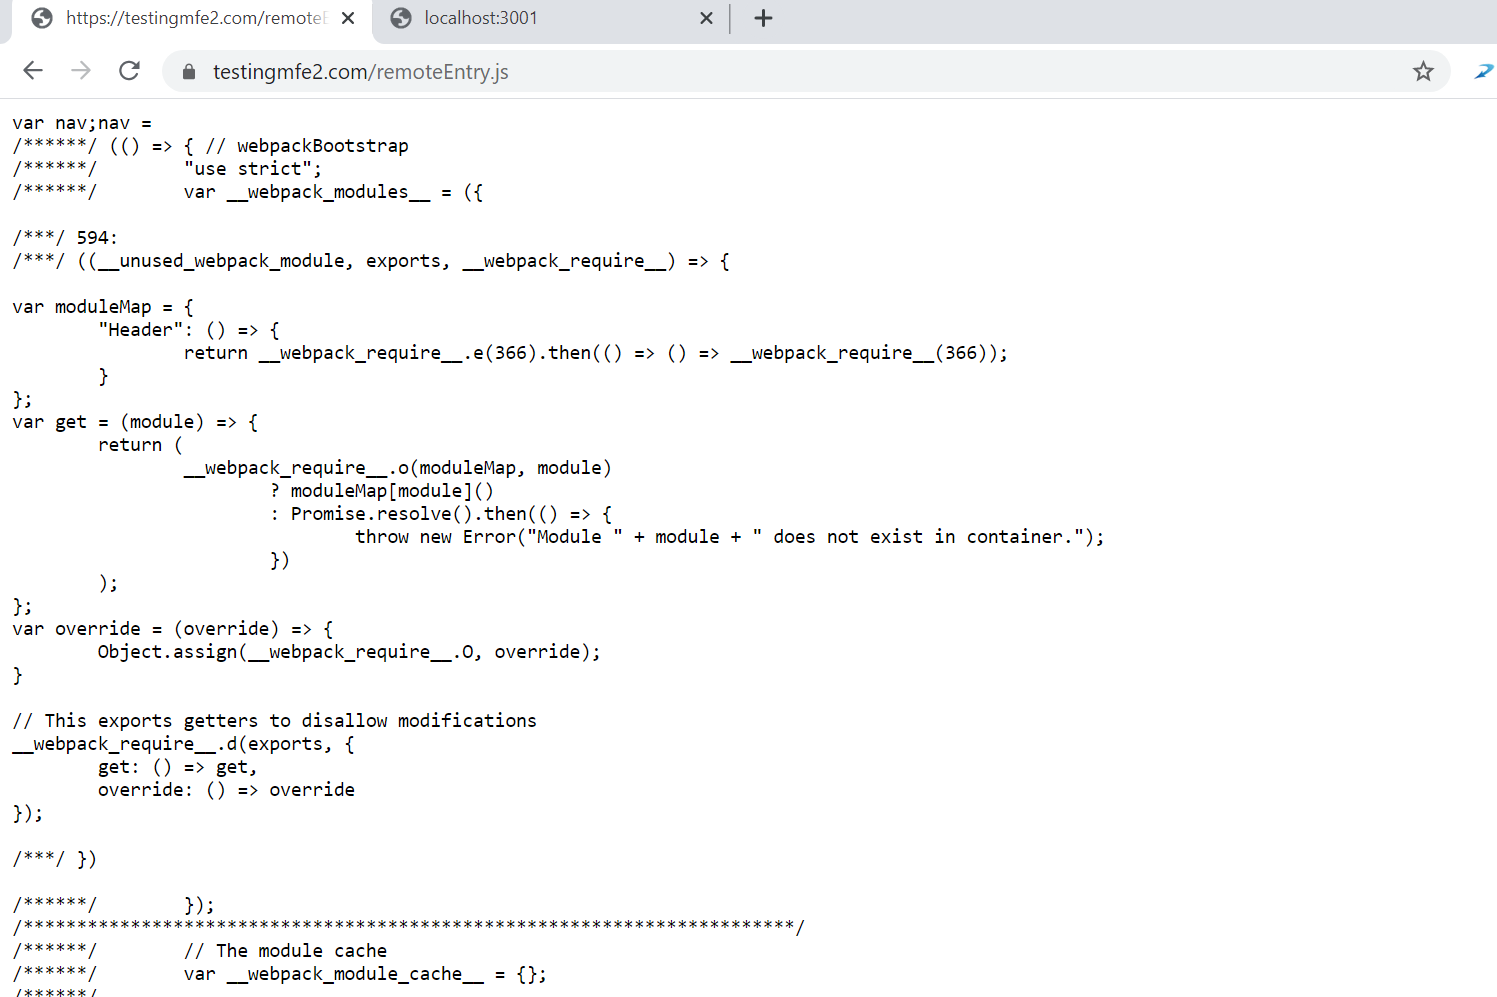 https://testingmfe2.com/remoteE
localhost:3001
testingmfe2.com/remoteEntry.js
var nav;nav =
/******/ (() => { // webpackBootstrap
/******/ 	"use strict";
/******/ 	var __webpack_modules__ = ({
/***/ 594:
/***/ ((__unused_webpack_module, exports, __webpack_require__) => {
var moduleMap = {
	"Header": () => {
		return __webpack_require__.e(366).then(() => () => __webpack_require__(366));
	}
};
var get = (module) => {
	return (
		__webpack_require__.o(moduleMap, module)
			? moduleMap[module]()
			: Promise.resolve().then(() => {
				throw new Error("Module " + module + " does not exist in container.");
			})
	);
};
var override = (override) => {
	Object.assign(__webpack_require__.O, override);
}
// This exports getters to disallow modifications
__webpack_require__.d(exports, {
	get: () => get,
	override: () => override
});
/***/ })
/******/ 	});
/************************************************************************/
/******/ 	// The module cache
/******/ 	var __webpack_module_cache__ = {};
/******/